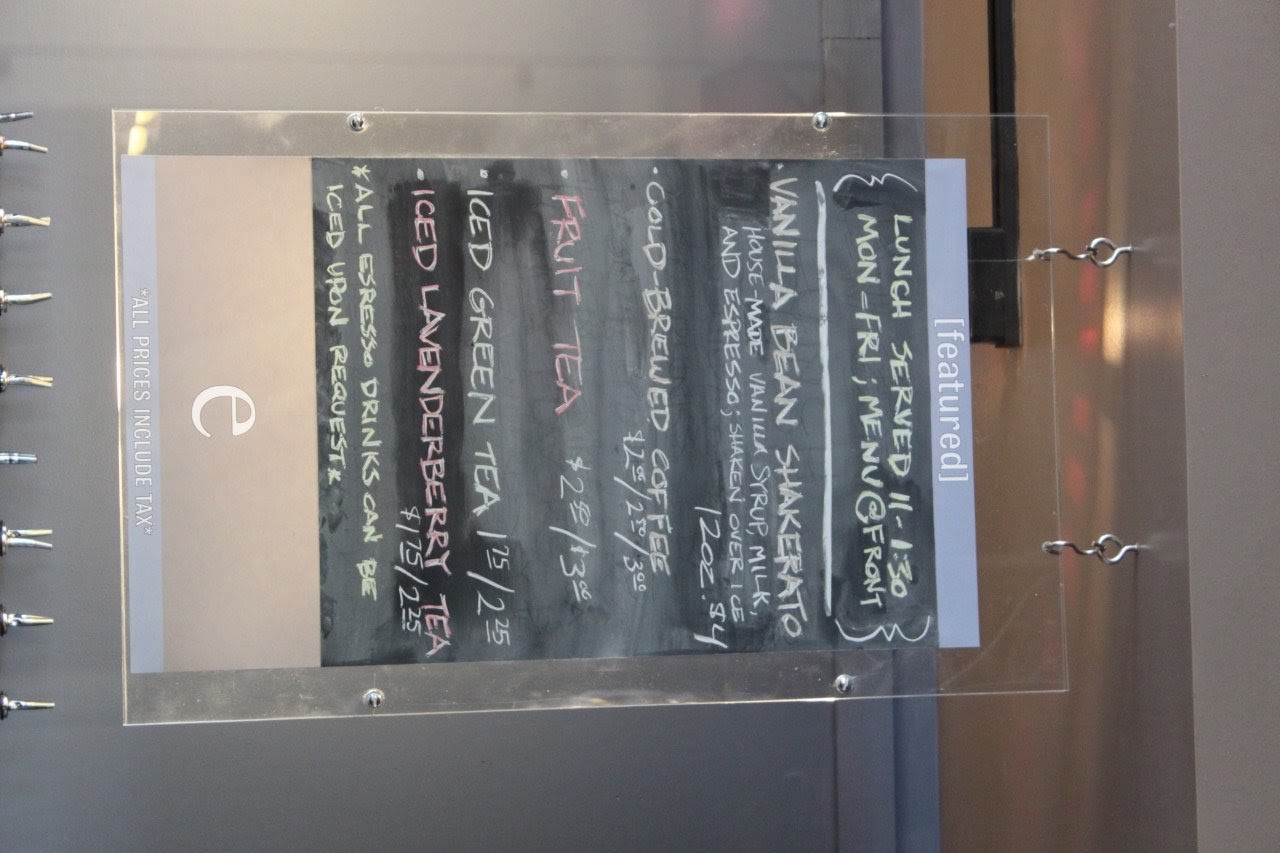 [featured]
{ LUNCH SERVED 11-1:30 }
MON-FRI; MENU@FRONT
• VANILLA BEAN SHAKERATO
HOUSE-MADE VANILLA SYRUP, MILK,
AND ESPRESSO; SHAKEN OVER ICE
12oz. $4
• COLD-BREWED COFFEE
$2.00/2.50/3.00
• FRUIT TEA $2.50/$3.00
• ICED GREEN TEA 1.75/2.25
• ICED LAVENDERBERRY TEA
$1.75/2.25
*ALL ESRESSO DRINKS CAN BE
ICED UPON REQUEST*
e
*ALL PRICES INCLUDE TAX*